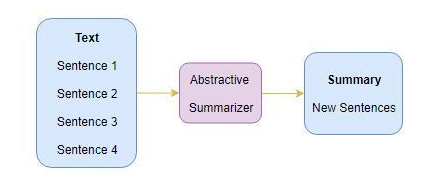 Text
Sentence 1
Sentence 2
Sentence 3
Sentence 4
Abstractive
Summarizer
Summary
New Sentences